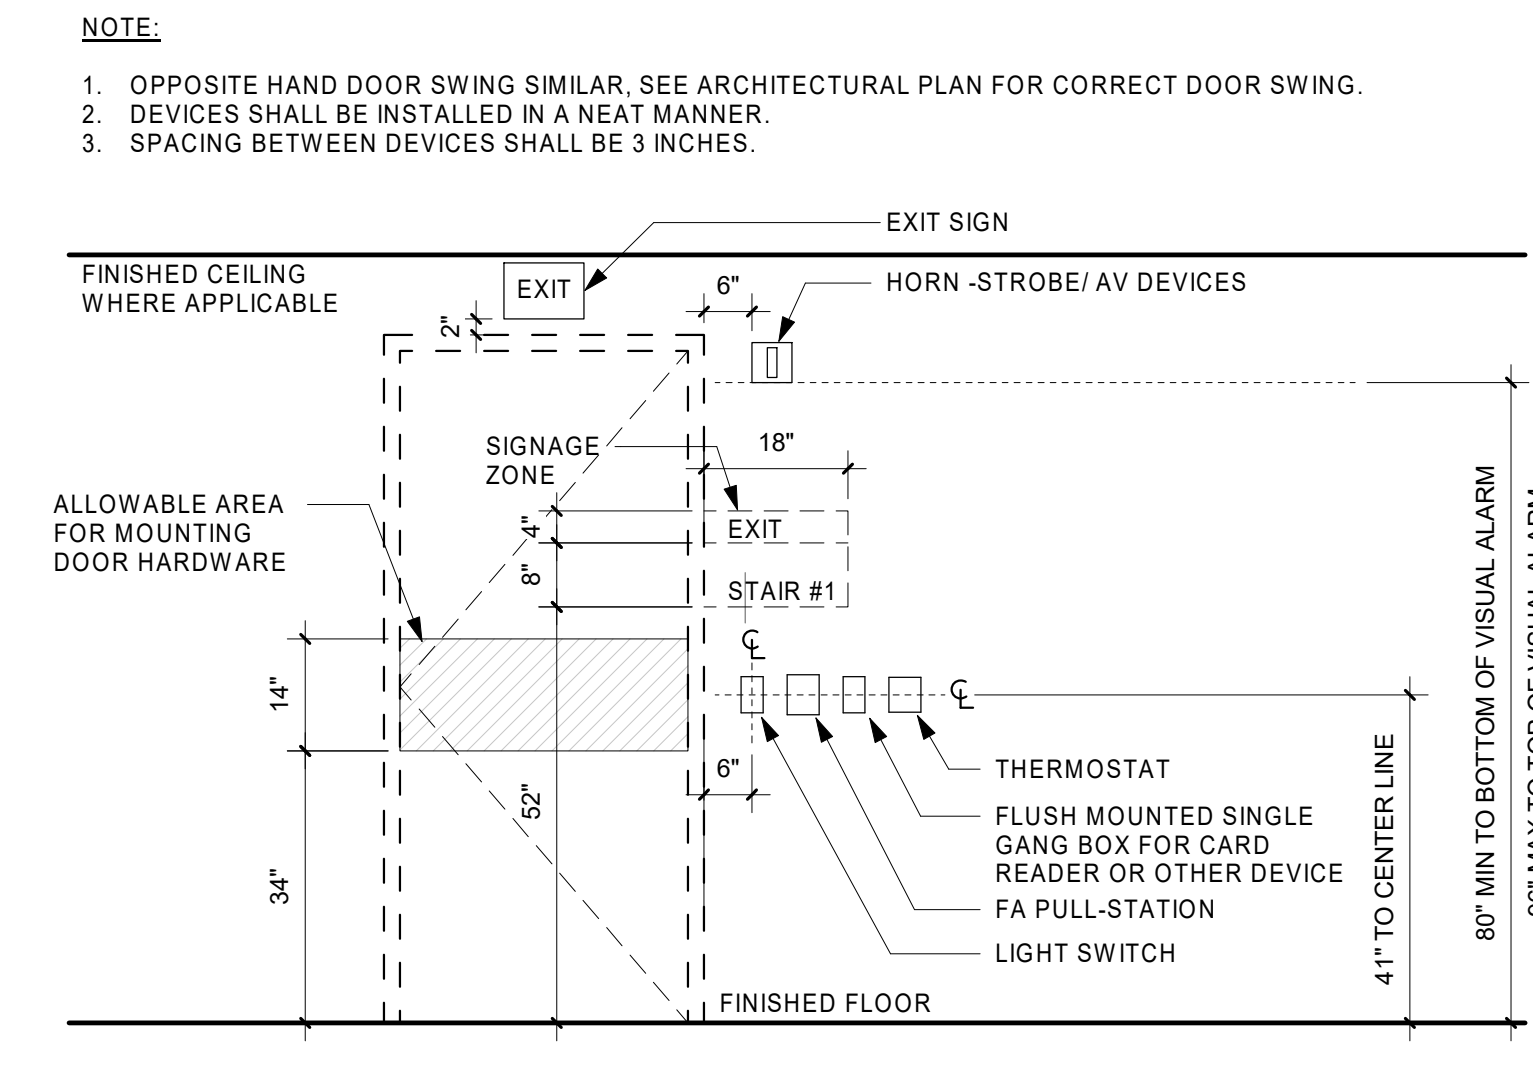 NOTE:
1. OPPOSITE HAND DOOR SWING SIMILAR, SEE ARCHITECTURAL PLAN FOR CORRECT DOOR SWING.
2. DEVICES SHALL BE INSTALLED IN A NEAT MANNER.
3. SPACING BETWEEN DEVICES SHALL BE 3 INCHES.
EXIT SIGN
FINISHED CEILING
WHERE APPLICABLE
EXIT
6"
HORN -STROBE/ AV DEVICES
2"
SIGNAGE
ZONE
18"
ALLOWABLE AREA
FOR MOUNTING
DOOR HARDWARE
4"
EXIT
8"
STAIR #1
14"
6"
52"
34"
THERMOSTAT
FLUSH MOUNTED SINGLE
GANG BOX FOR CARD
READER OR OTHER DEVICE
FA PULL-STATION
LIGHT SWITCH
FINISHED FLOOR
41" TO CENTER LINE
80" MIN TO BOTTOM OF VISUAL ALARM